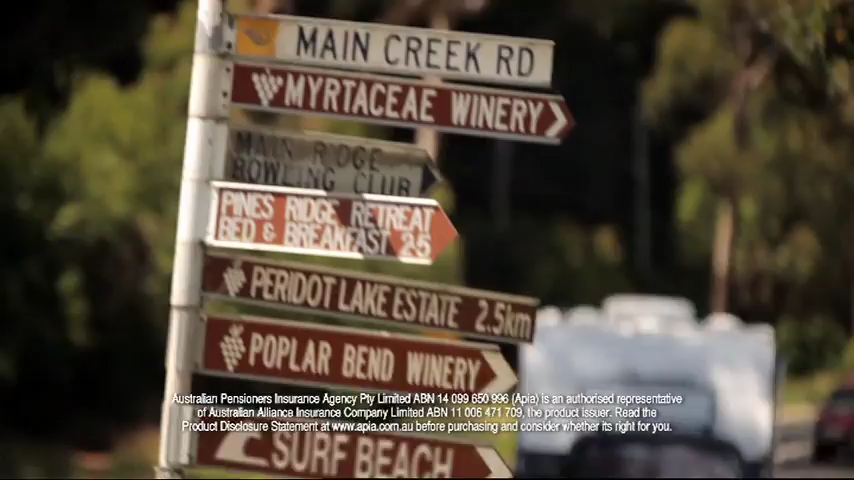 MAIN CREEK RD
MYRTACEAE WINERY
MAIN RIDGE
BOWLING CLUB
PINES RIDGE RETREAT
BED & BREAKFAST 25
PERIDOT LAKE ESTATE 2.5km
POPLAR BEND WINERY
Australian Pensioners Insurance Agency Pty Limited ABN 14 099 650 996 (Apia) is an authorised representative
of Australian Alliance Insurance Company Limited ABN 11 006 471 709, the product issuer. Read the
Product Disclosure Statement at www.apia.com.au before purchasing and consider whether its right for you.
SURF BEACH